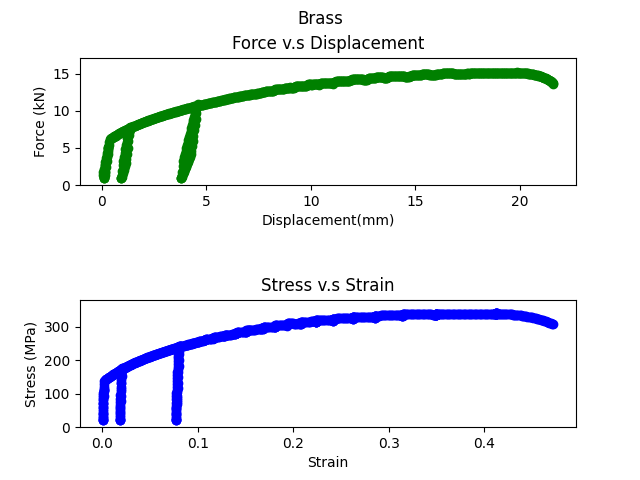 Brass
Force v.s Displacement
15
10
5
0
Force (kN)
0 5 10 15 20
Displacement(mm)
Stress v.s Strain
300
200
100
0
Stress (MPa)
0.0 0.1 0.2 0.3 0.4
Strain